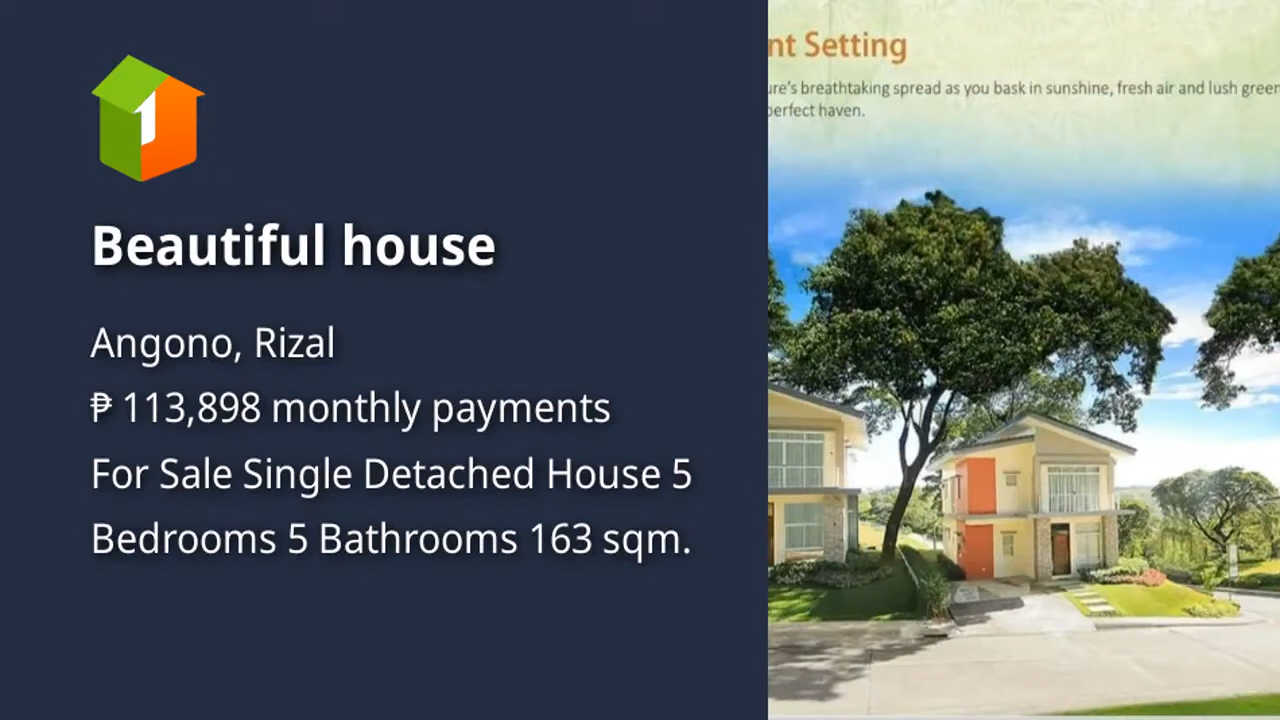 Beautiful house
Angono, Rizal
₱ 113,898 monthly payments
For Sale Single Detached House 5
Bedrooms 5 Bathrooms 163 sqm.
nt Setting
ure's breathtaking spread as you bask in sunshine, fresh air and lush green
perfect haven.